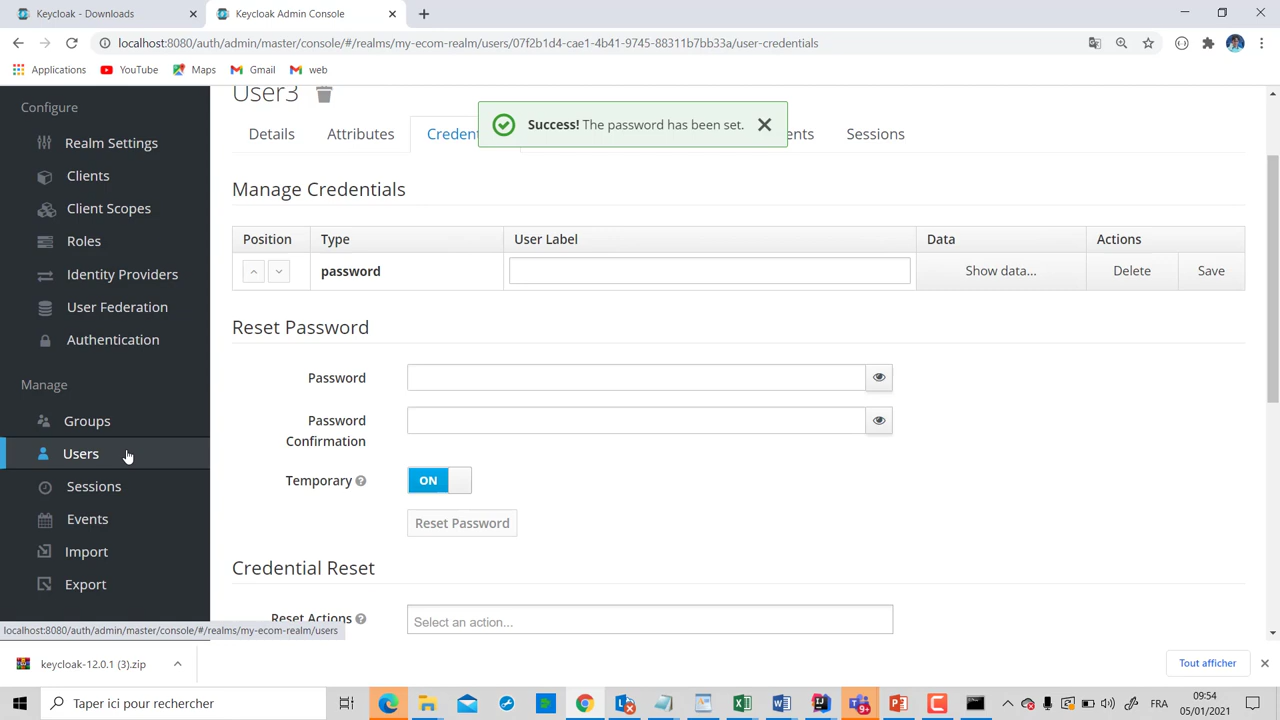 Keycloak - Downloads
Keycloak Admin Console
localhost:8080/auth/admin/master/console/#/realms/my-ecom-realm/users/07f2b1d4-cae1-4b41-9745-88311b7bb33a/user-credentials
Applications YouTube Maps Gmail web
Configure
Realm Settings
Clients
Client Scopes
Roles
Identity Providers
User Federation
Authentication
Manage
Groups
Users
Sessions
Events
Import
Export
localhost:8080/auth/admin/master/console/#/realms/my-ecom-realm/users
User3
Success! The password has been set.
Details Attributes Credent ents Sessions
Manage Credentials
Position Type User Label Data Actions
password Show data... Delete Save
Reset Password
Password
Password
Confirmation
Temporary ON
Reset Password
Credential Reset
Reset Actions Select an action...
keycloak-12.0.1 (3).zip
Tout afficher
Taper ici pour rechercher
FRA
09:54
05/01/2021